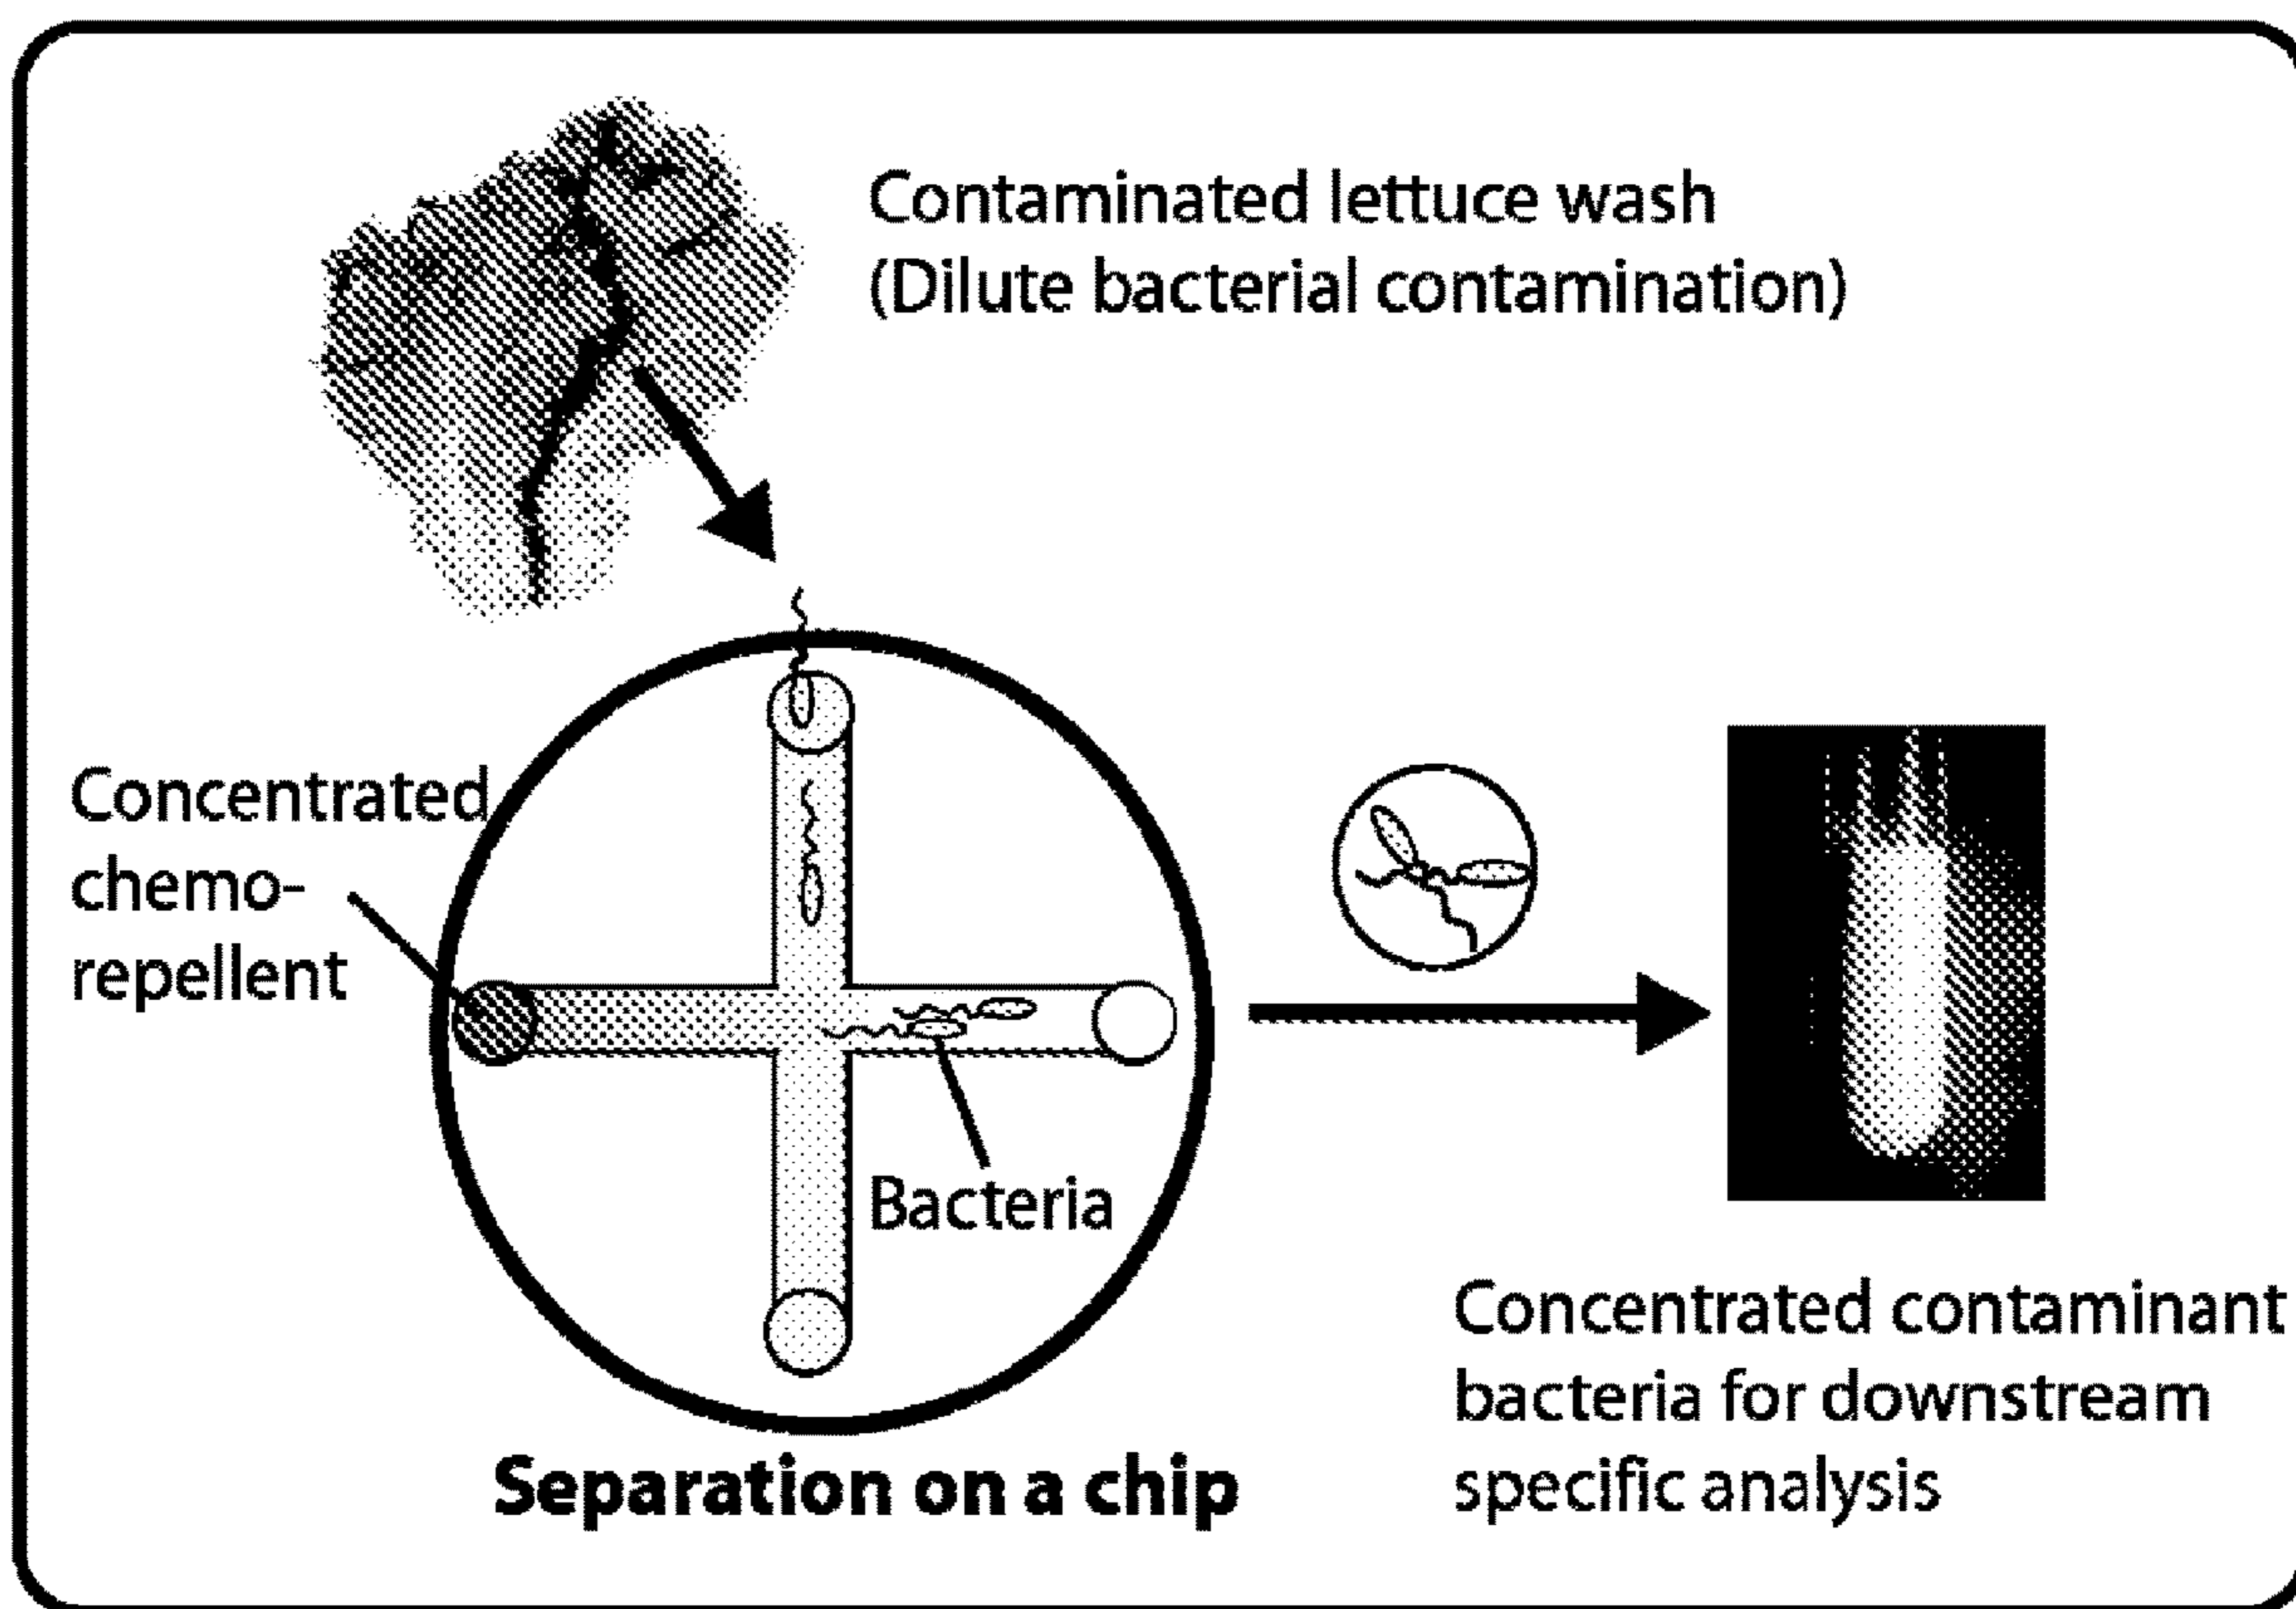 Contaminated lettuce wash
(Dilute bacterial contamination)
Concentrated
chemo-
repellent
Bacteria
Separation on a chip
Concentrated contaminant
bacteria for downstream
specific analysis